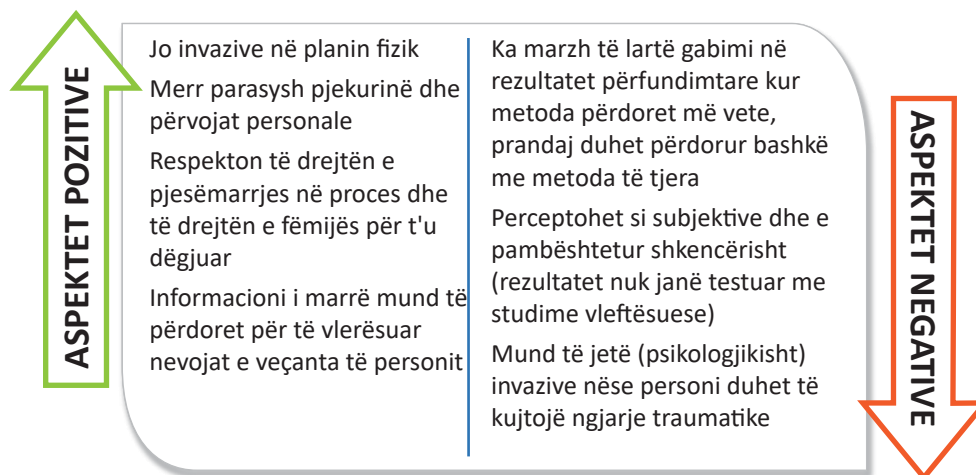 ASPEKTET POZITIVE
Jo invazive në planin fizik
Merr parasysh pjekurinë dhe
përvojat personale
Respekton të drejtën e
pjesëmarrjes në proces dhe
të drejtën e fëmijës për t'u
dëgjuar
Informacioni i marrë mund të
përdoret për të vlerësuar
nevojat e veçanta të personit
Ka marzh të lartë gabimi në
rezultatet përfundimtare kur
metoda përdoret më vete,
prandaj duhet përdorur bashkë
me metoda të tjera
Perceptohet si subjektive dhe e
pambështetur shkencërisht
(rezultatet nuk janë testuar me
studime vleftësuese)
Mund të jetë (psikologjikisht)
invazive nëse personi duhet të
kujtojë ngjarje traumatike
ASPEKTET NEGATIVE